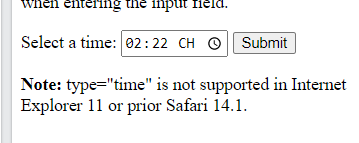 when entering the input field.
Select a time: 02:22 CH Submit
Note: type="time" is not supported in Internet
Explorer 11 or prior Safari 14.1.